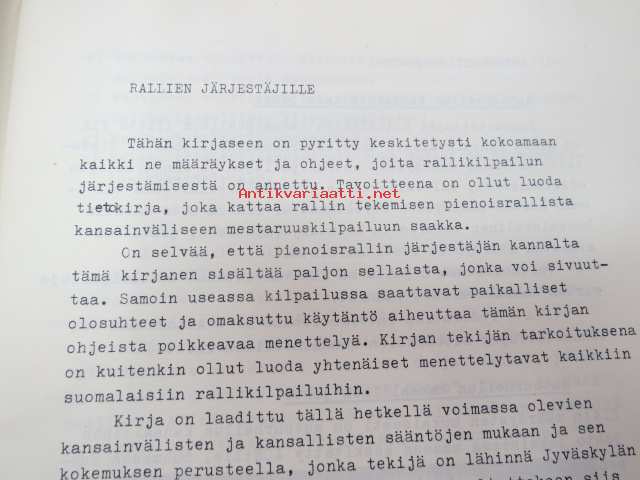 RALLIEN JÄRJESTÄJILLE
Tähän kirjaseen on pyritty keskitetysti kokoamaan
kaikki ne määräykset ja ohjeet, joita rallikilpailun
järjestämisestä on annettu. Tavoitteena on ollut luoda
Antikvariaatti.net
tietokirja, joka kattaa rallin tekemisen pienoisrallista
kansainväliseen mestaruuskilpailuun saakka.
On selvää, että pienoisrallin järjestäjän kannalta
tämä kirjanen sisältää paljon sellaista, jonka voi sivuut-
taa. Samoin useassa kilpailussa saattavat paikalliset
olosuhteet ja omaksuttu käytäntö aiheuttaa tämän kirjan
ohjeista poikkeavaa menettelyä. Kirjan tekijän tarkoituksena
on kuitenkin ollut luoda yhtenäiset menettelytavat kaikkiin
suomalaisiin rallikilpailuihin.
Kirja on laadittu tällä hetkellä voimassa olevien
kansainvälisten ja kansallisten sääntöjen mukaan ja sen
kokemuksen perusteella, jonka tekijä on lähinnä Jyväskylän
siis